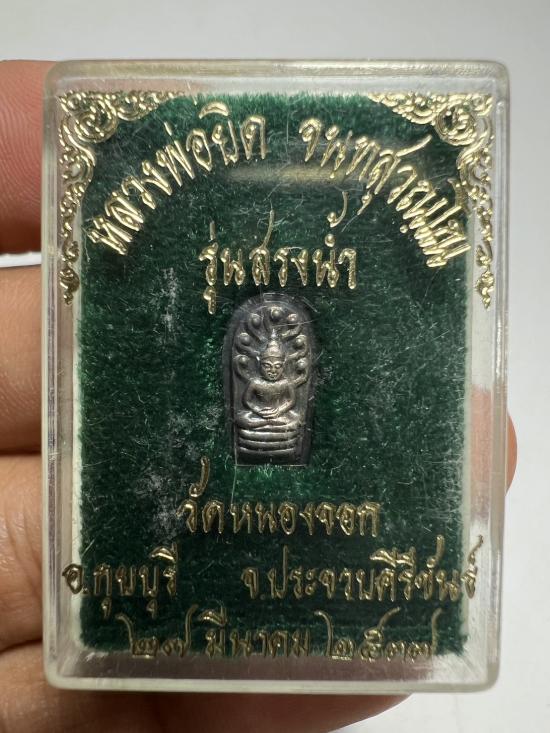 หลวงพ่อยิด จนฺทสุวณฺโณ
รุ่นสรงน้ำ
วัดหนองจอก
อ.กุยบุรี จ.ประจวบคีรีขันธ์
๒๗ มีนาคม ๒๕๓๗